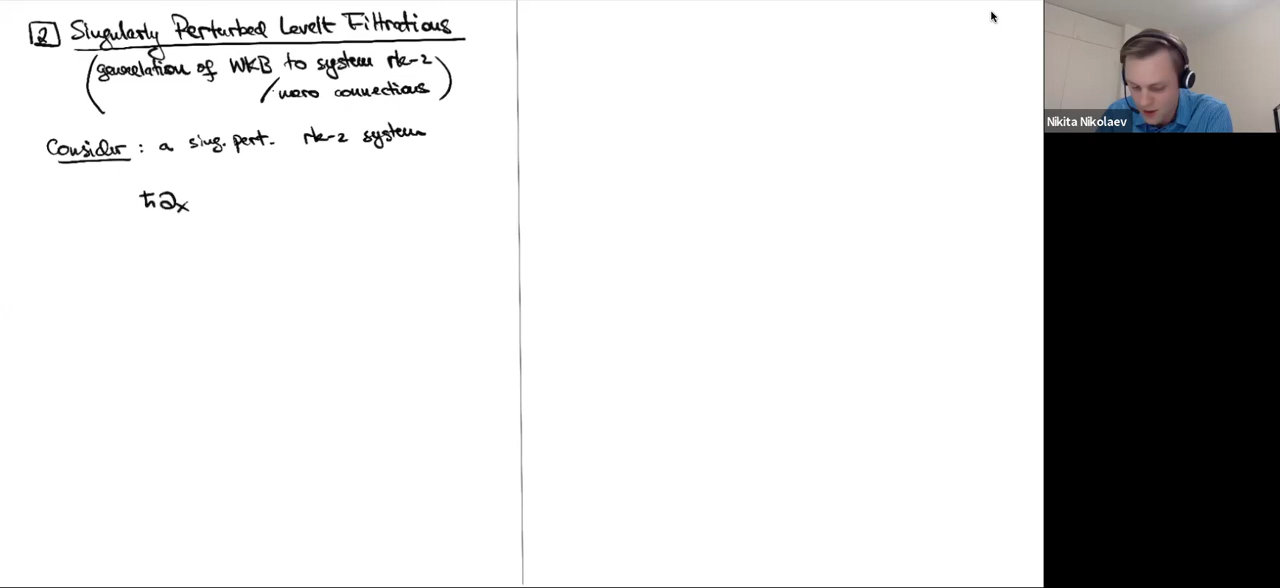 2 Singularly Perturbed Levelt Filtrations
(generelation of WKB to system rk-2
/mero connections)
Consider : a sing. pert. rk-2 system
ħ∂x
Nikita Nikolaev